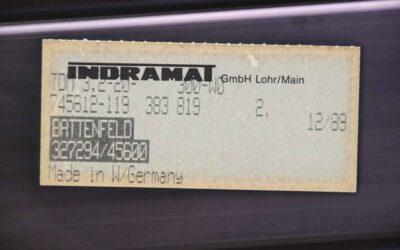 INDRAMAT GmbH Lohr/Main
TDM 3.2-20- 300-W0
745612-119 383 819 2, 12/89
BATTENFELD
327294/45600
Made in W/Germany